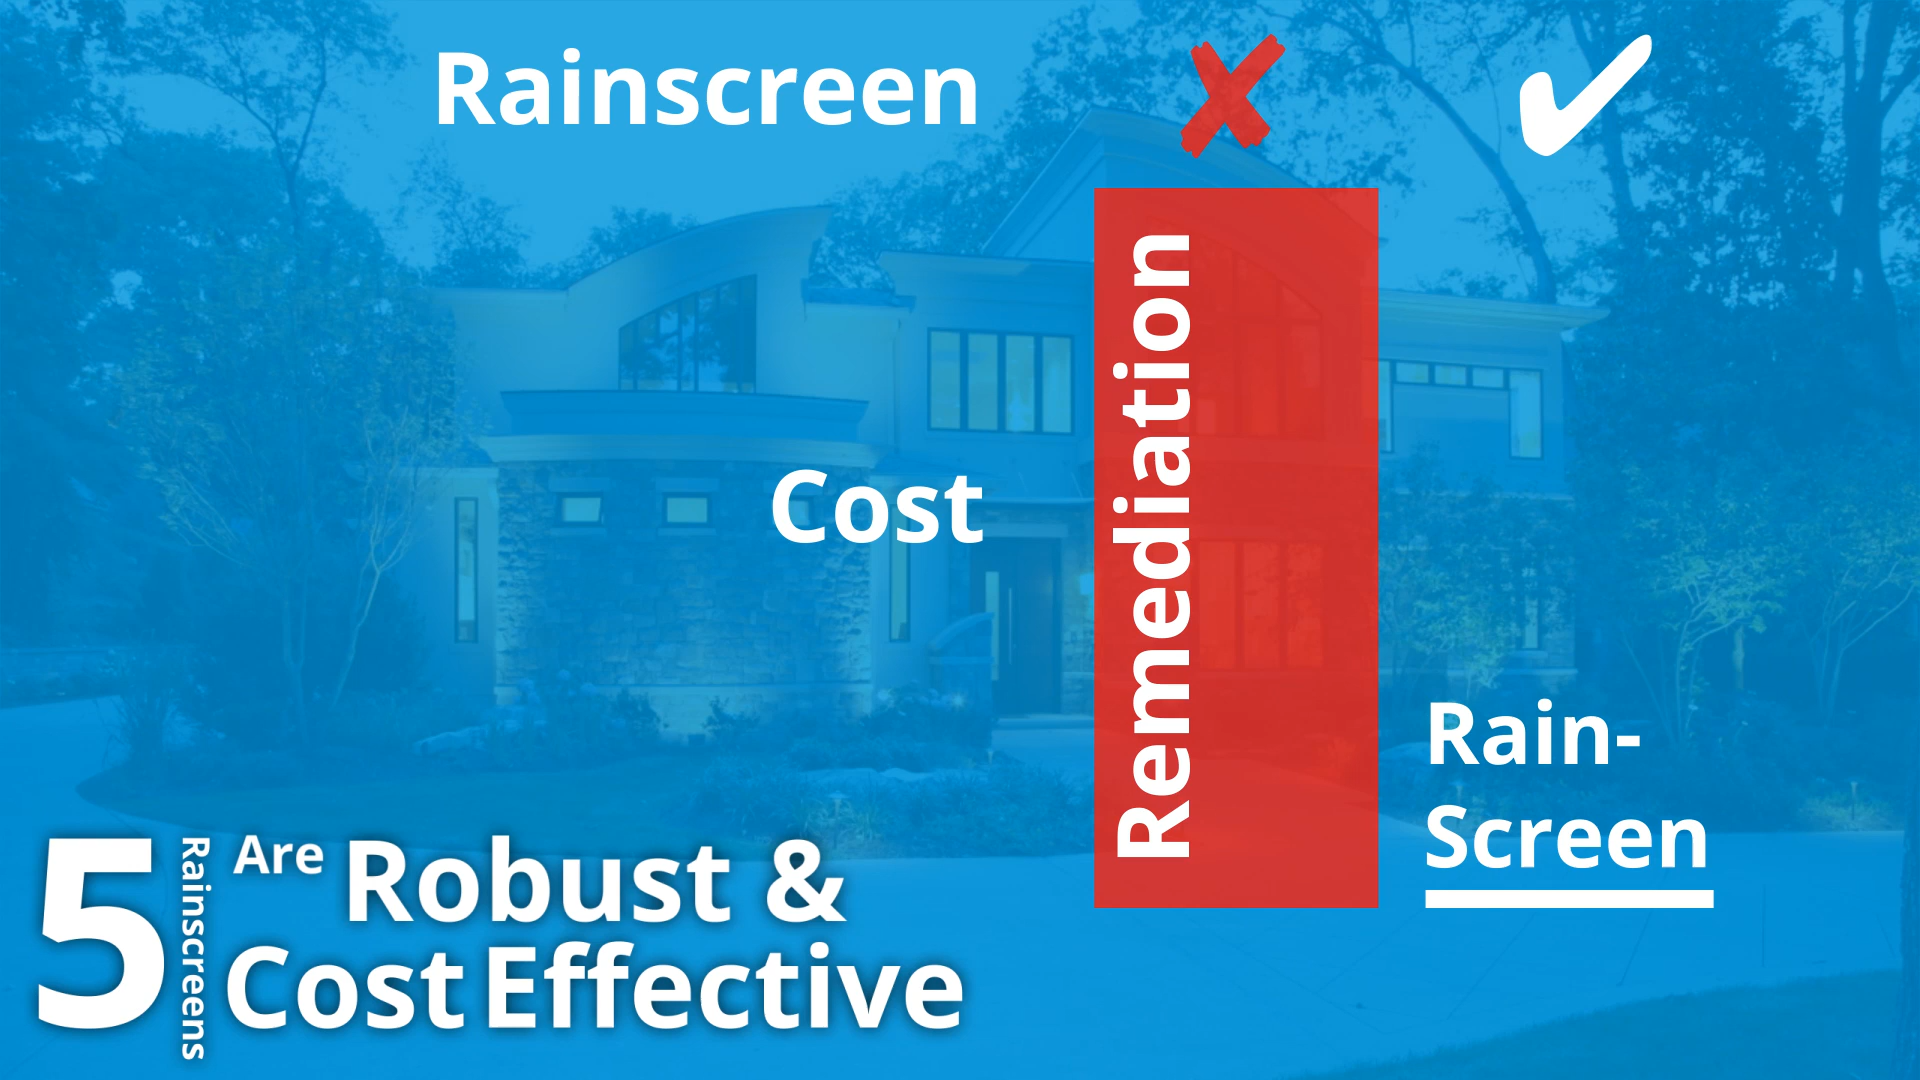 Rainscreen ✘ ✔
Cost
Remediation
Rain-
Screen
5
Rainscreens
Are Robust &
Cost Effective